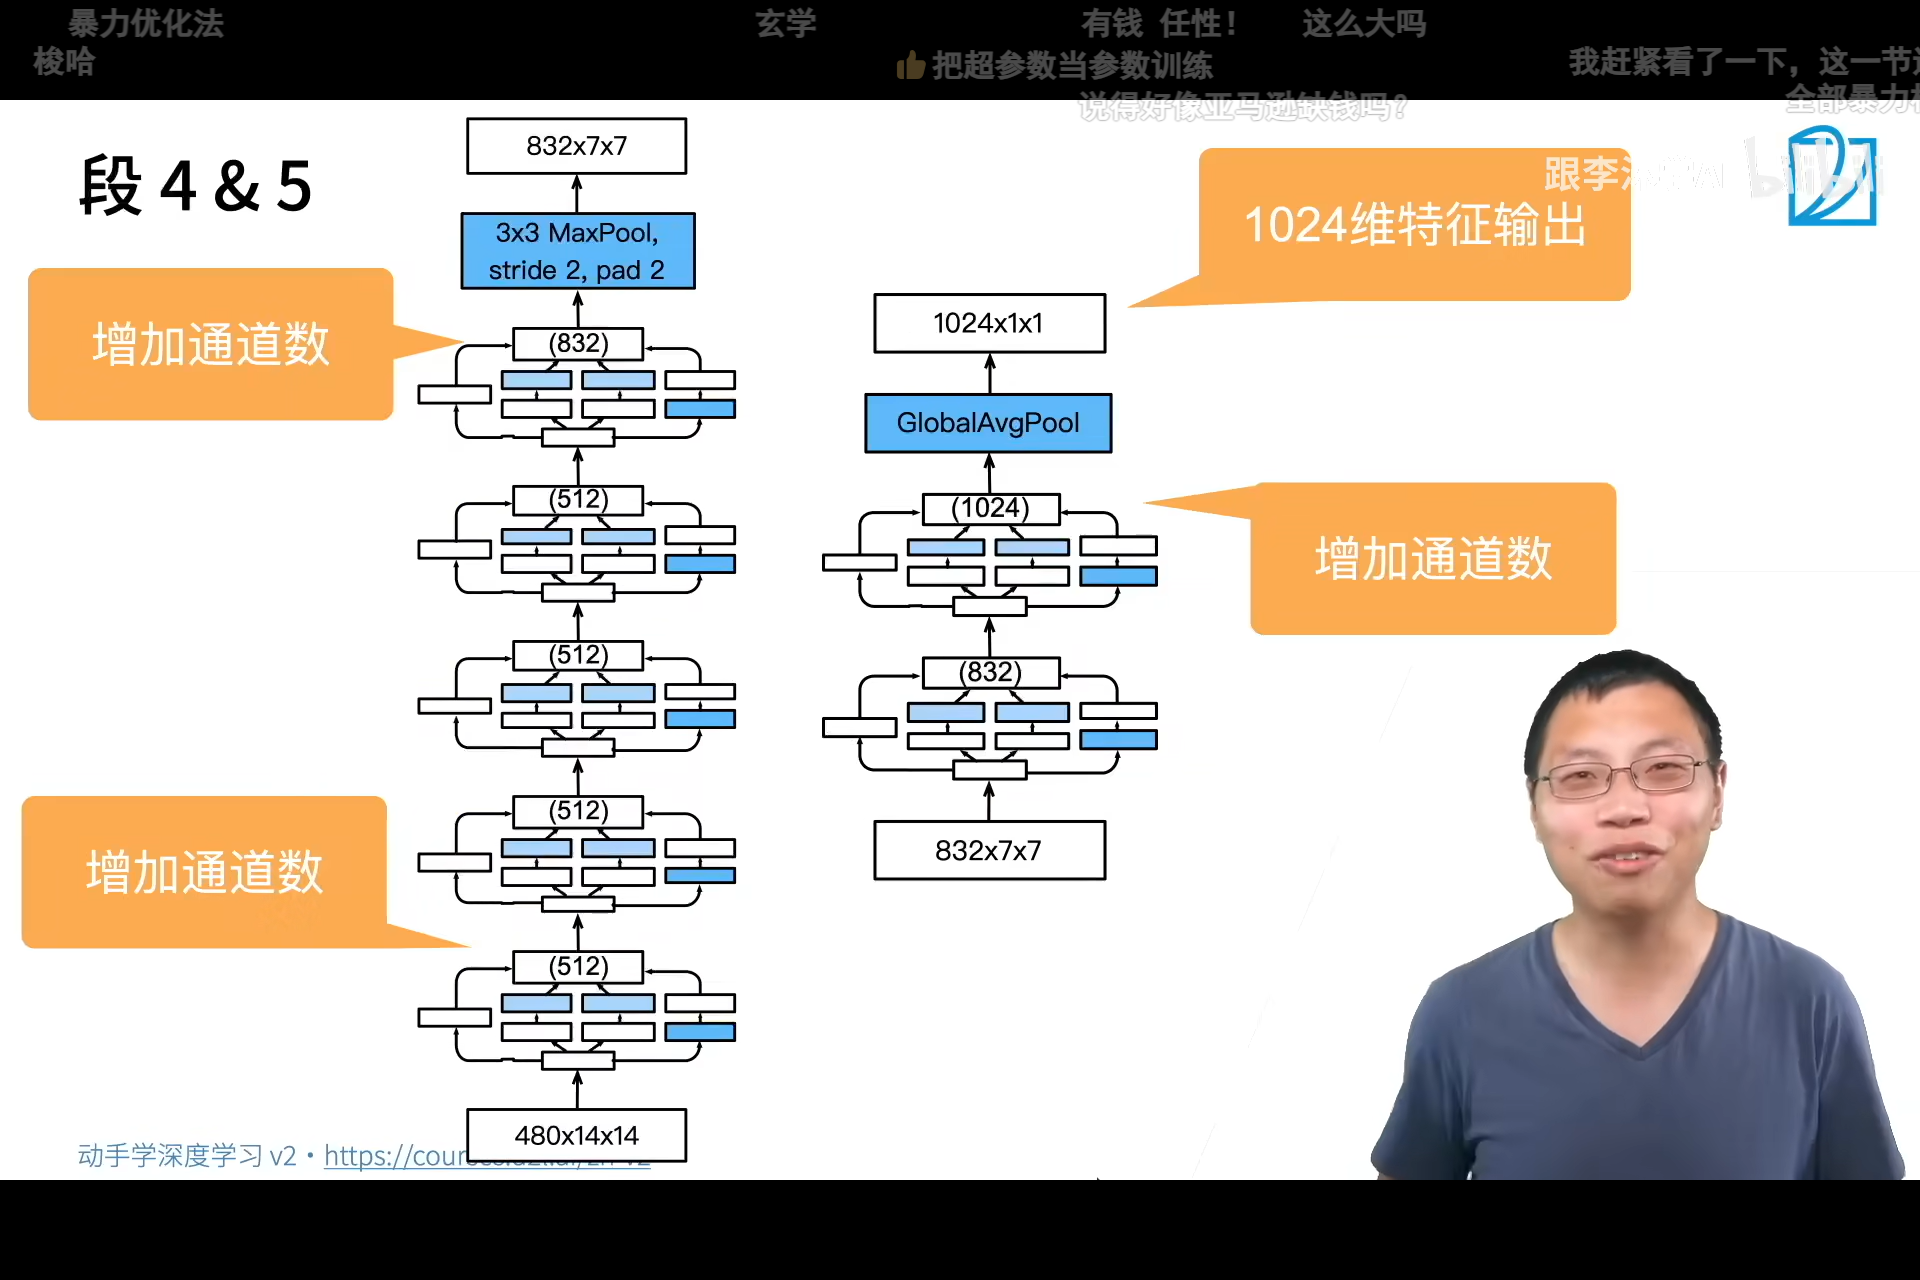 暴力优化法
玄学
有钱 任性！
这么大吗
梭哈
把超参数当参数训练
我赶紧看了一下，这一节
说得好像亚马逊缺钱吗？
全部暴力
段 4 & 5
832x7x7
3x3 MaxPool,
stride 2, pad 2
增加通道数
(832)
(512)
(512)
(512)
增加通道数
(512)
480x14x14
跟李沐学AI
bilibili
1024维特征输出
1024x1x1
GlobalAvgPool
(1024)
增加通道数
(832)
832x7x7
动手学深度学习 v2 •